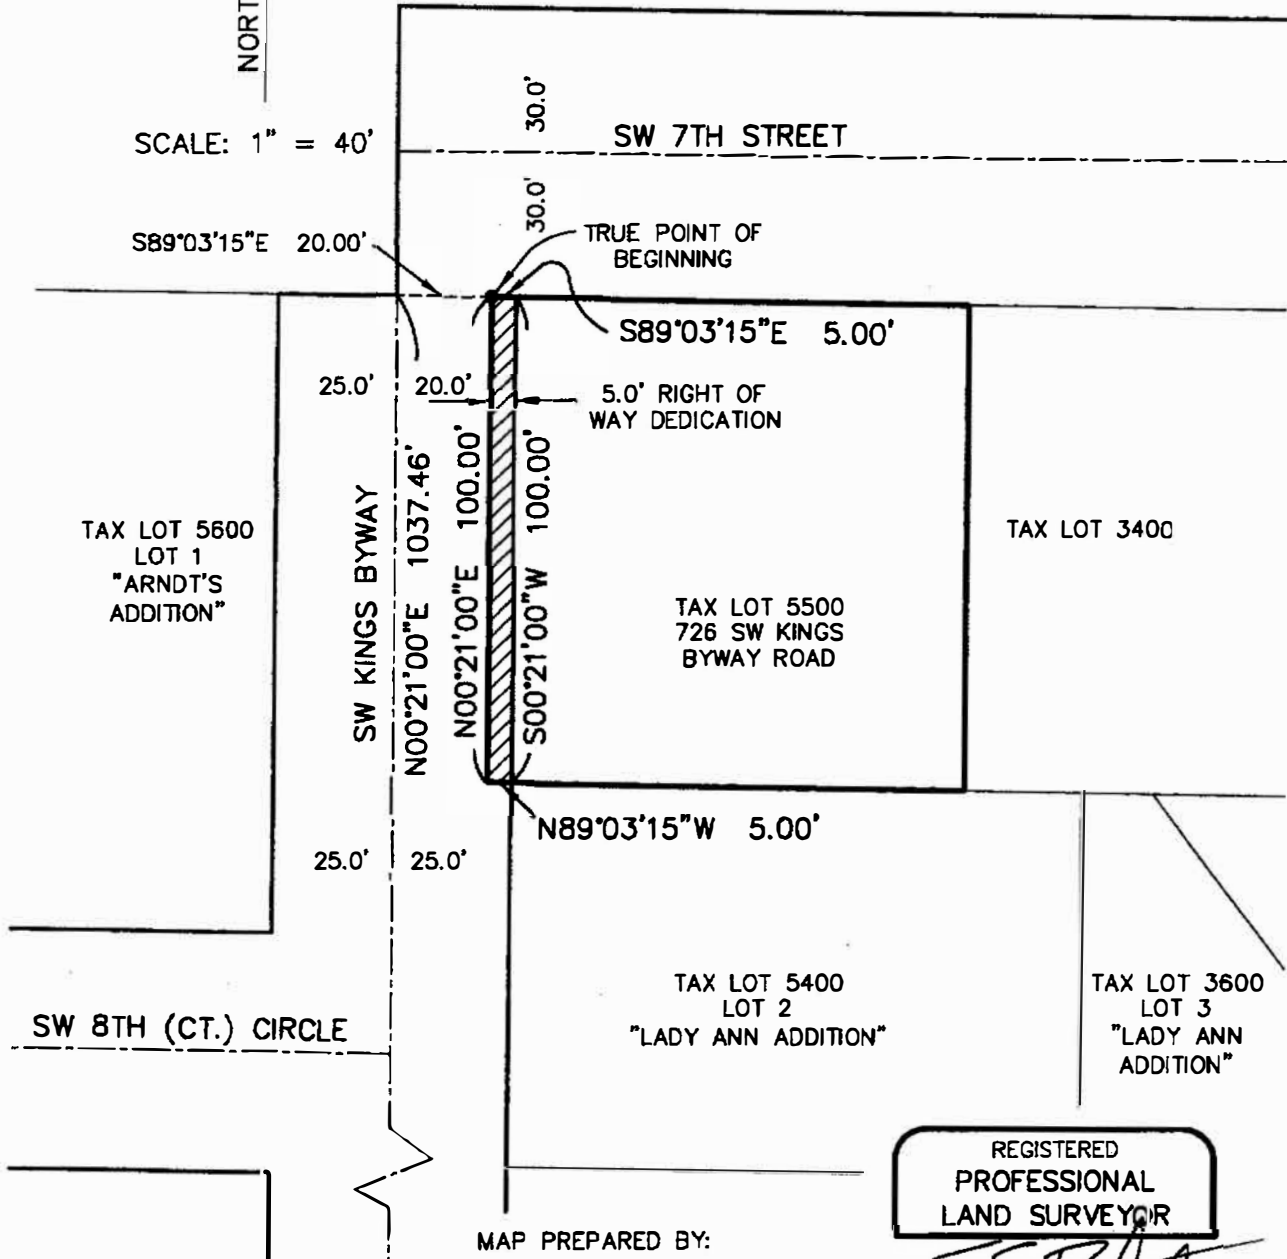 NORT
SCALE: 1" = 40'
30.0'
SW 7TH STREET
30.0'
S89°03'15"E 20.00'
TRUE POINT OF
BEGINNING
S89°03'15"E 5.00'
25.0' 20.0'
5.0' RIGHT OF
WAY DEDICATION
SW KINGS BYWAY
N00°21'00"E 1037.46'
N00°21'00"E 100.00'
S00°21'00"W 100.00'
TAX LOT 5600
LOT 1
"ARNDT'S
ADDITION"
TAX LOT 3400
TAX LOT 5500
726 SW KINGS
BYWAY ROAD
N89°03'15"W 5.00'
25.0' 25.0'
SW 8TH (CT.) CIRCLE
TAX LOT 5400
LOT 2
"LADY ANN ADDITION"
TAX LOT 3600
LOT 3
"LADY ANN
ADDITION"
REGISTERED
PROFESSIONAL
LAND SURVEYOR
MAP PREPARED BY: